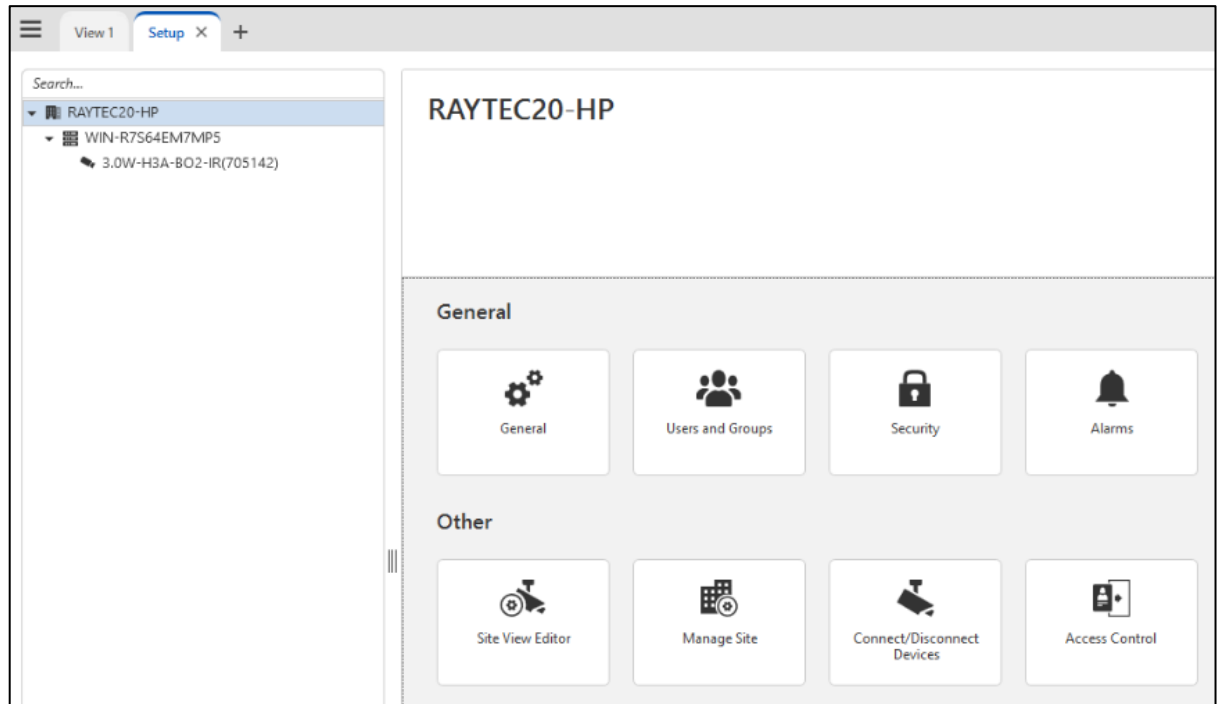 View 1
Setup
Search...
RAYTEC20-HP
WIN-R7S64EM7MP5
3.0W-H3A-BO2-IR(705142)
RAYTEC20-HP
General
General
Users and Groups
Security
Alarms
Other
Site View Editor
Manage Site
Connect/Disconnect
Devices
Access Control